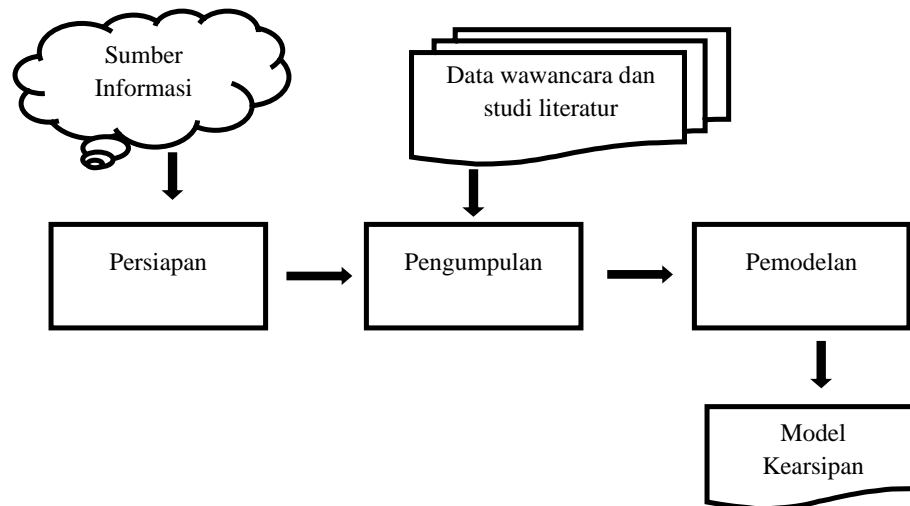 Sumber
Informasi
Data wawancara dan
studi literatur
Persiapan
Pengumpulan
Pemodelan
Model
Kearsipan